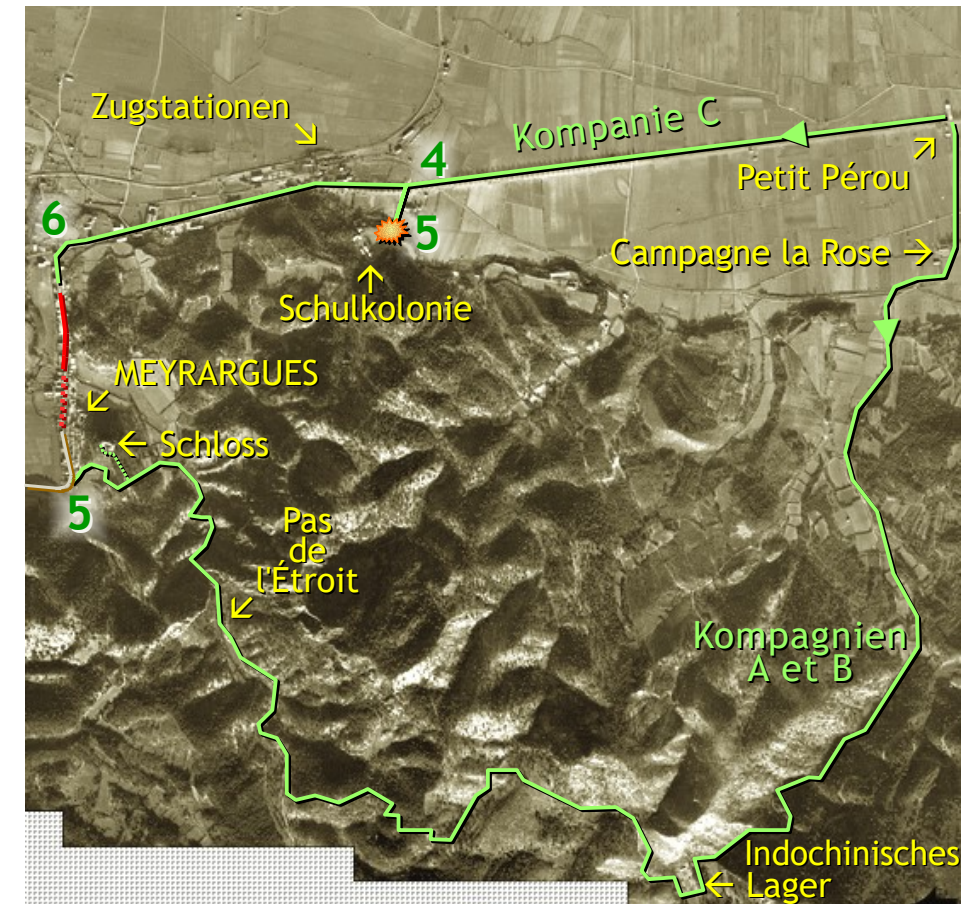 Zugstationen
Kompanie C
4
Petit Pérou
6
5
Campagne la Rose
Schulkolonie
MEYRARGUES
Schloss
5
Pas
de
l'Étroit
Kompagnien
A et B
Indochinisches
Lager